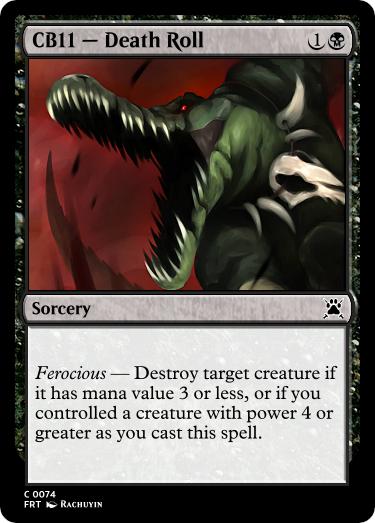 CB11 — Death Roll 1
Sorcery
Ferocious — Destroy target creature if
it has mana value 3 or less, or if you
controlled a creature with power 4 or
greater as you cast this spell.
C 0074
FRT Rachuyin